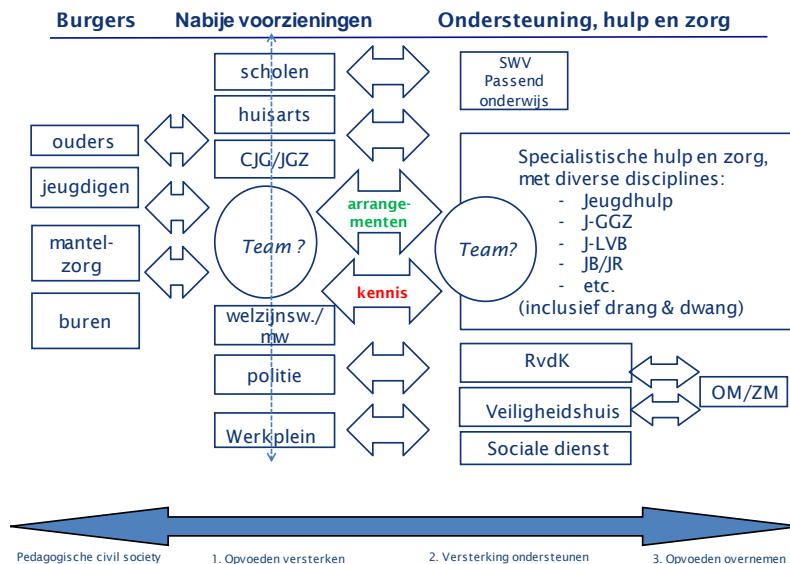 Burgers Nabije voorzieningen Ondersteuning, hulp en zorg
scholen
huisarts
CJG/JGZ
Team ?
welzijnsw./
mw
politie
Werkplein
ouders
jeugdigen
mantel-
zorg
buren
arrange-
menten
kennis
SWV
Passend
onderwijs
Team?
Specialistische hulp en zorg,
met diverse disciplines:
- Jeugdhulp
- J-GGZ
- J-LVB
- JB/JR
- etc.
(inclusief drang & dwang)
RvdK
Veiligheidshuis
Sociale dienst
OM/ZM
Pedagogische civil society 1. Opvoeden versterken 2. Versterking ondersteunen 3. Opvoeden overnemen